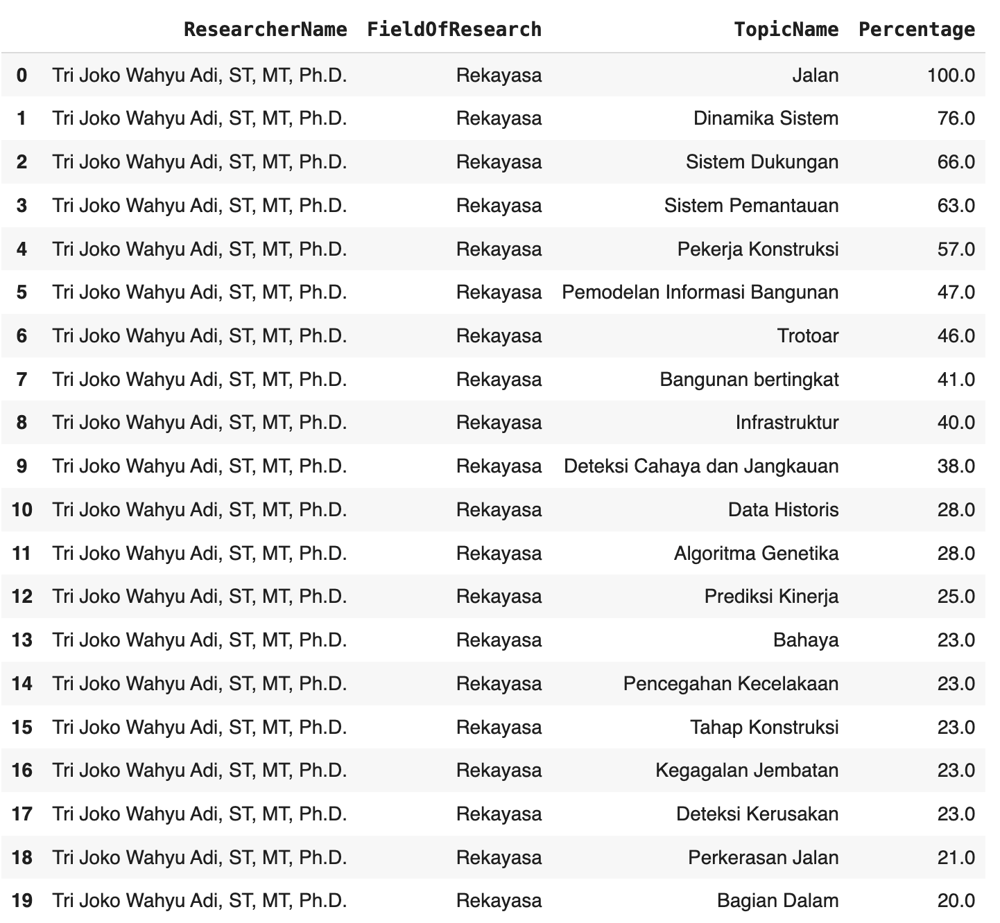 ResearcherName FieldOfResearch TopicName Percentage
0 Tri Joko Wahyu Adi, ST, MT, Ph.D. Rekayasa Jalan 100.0
1 Tri Joko Wahyu Adi, ST, MT, Ph.D. Rekayasa Dinamika Sistem 76.0
2 Tri Joko Wahyu Adi, ST, MT, Ph.D. Rekayasa Sistem Dukungan 66.0
3 Tri Joko Wahyu Adi, ST, MT, Ph.D. Rekayasa Sistem Pemantauan 63.0
4 Tri Joko Wahyu Adi, ST, MT, Ph.D. Rekayasa Pekerja Konstruksi 57.0
5 Tri Joko Wahyu Adi, ST, MT, Ph.D. Rekayasa Pemodelan Informasi Bangunan 47.0
6 Tri Joko Wahyu Adi, ST, MT, Ph.D. Rekayasa Trotoar 46.0
7 Tri Joko Wahyu Adi, ST, MT, Ph.D. Rekayasa Bangunan bertingkat 41.0
8 Tri Joko Wahyu Adi, ST, MT, Ph.D. Rekayasa Infrastruktur 40.0
9 Tri Joko Wahyu Adi, ST, MT, Ph.D. Rekayasa Deteksi Cahaya dan Jangkauan 38.0
10 Tri Joko Wahyu Adi, ST, MT, Ph.D. Rekayasa Data Historis 28.0
11 Tri Joko Wahyu Adi, ST, MT, Ph.D. Rekayasa Algoritma Genetika 28.0
12 Tri Joko Wahyu Adi, ST, MT, Ph.D. Rekayasa Prediksi Kinerja 25.0
13 Tri Joko Wahyu Adi, ST, MT, Ph.D. Rekayasa Bahaya 23.0
14 Tri Joko Wahyu Adi, ST, MT, Ph.D. Rekayasa Pencegahan Kecelakaan 23.0
15 Tri Joko Wahyu Adi, ST, MT, Ph.D. Rekayasa Tahap Konstruksi 23.0
16 Tri Joko Wahyu Adi, ST, MT, Ph.D. Rekayasa Kegagalan Jembatan 23.0
17 Tri Joko Wahyu Adi, ST, MT, Ph.D. Rekayasa Deteksi Kerusakan 23.0
18 Tri Joko Wahyu Adi, ST, MT, Ph.D. Rekayasa Perkerasan Jalan 21.0
19 Tri Joko Wahyu Adi, ST, MT, Ph.D. Rekayasa Bagian Dalam 20.0